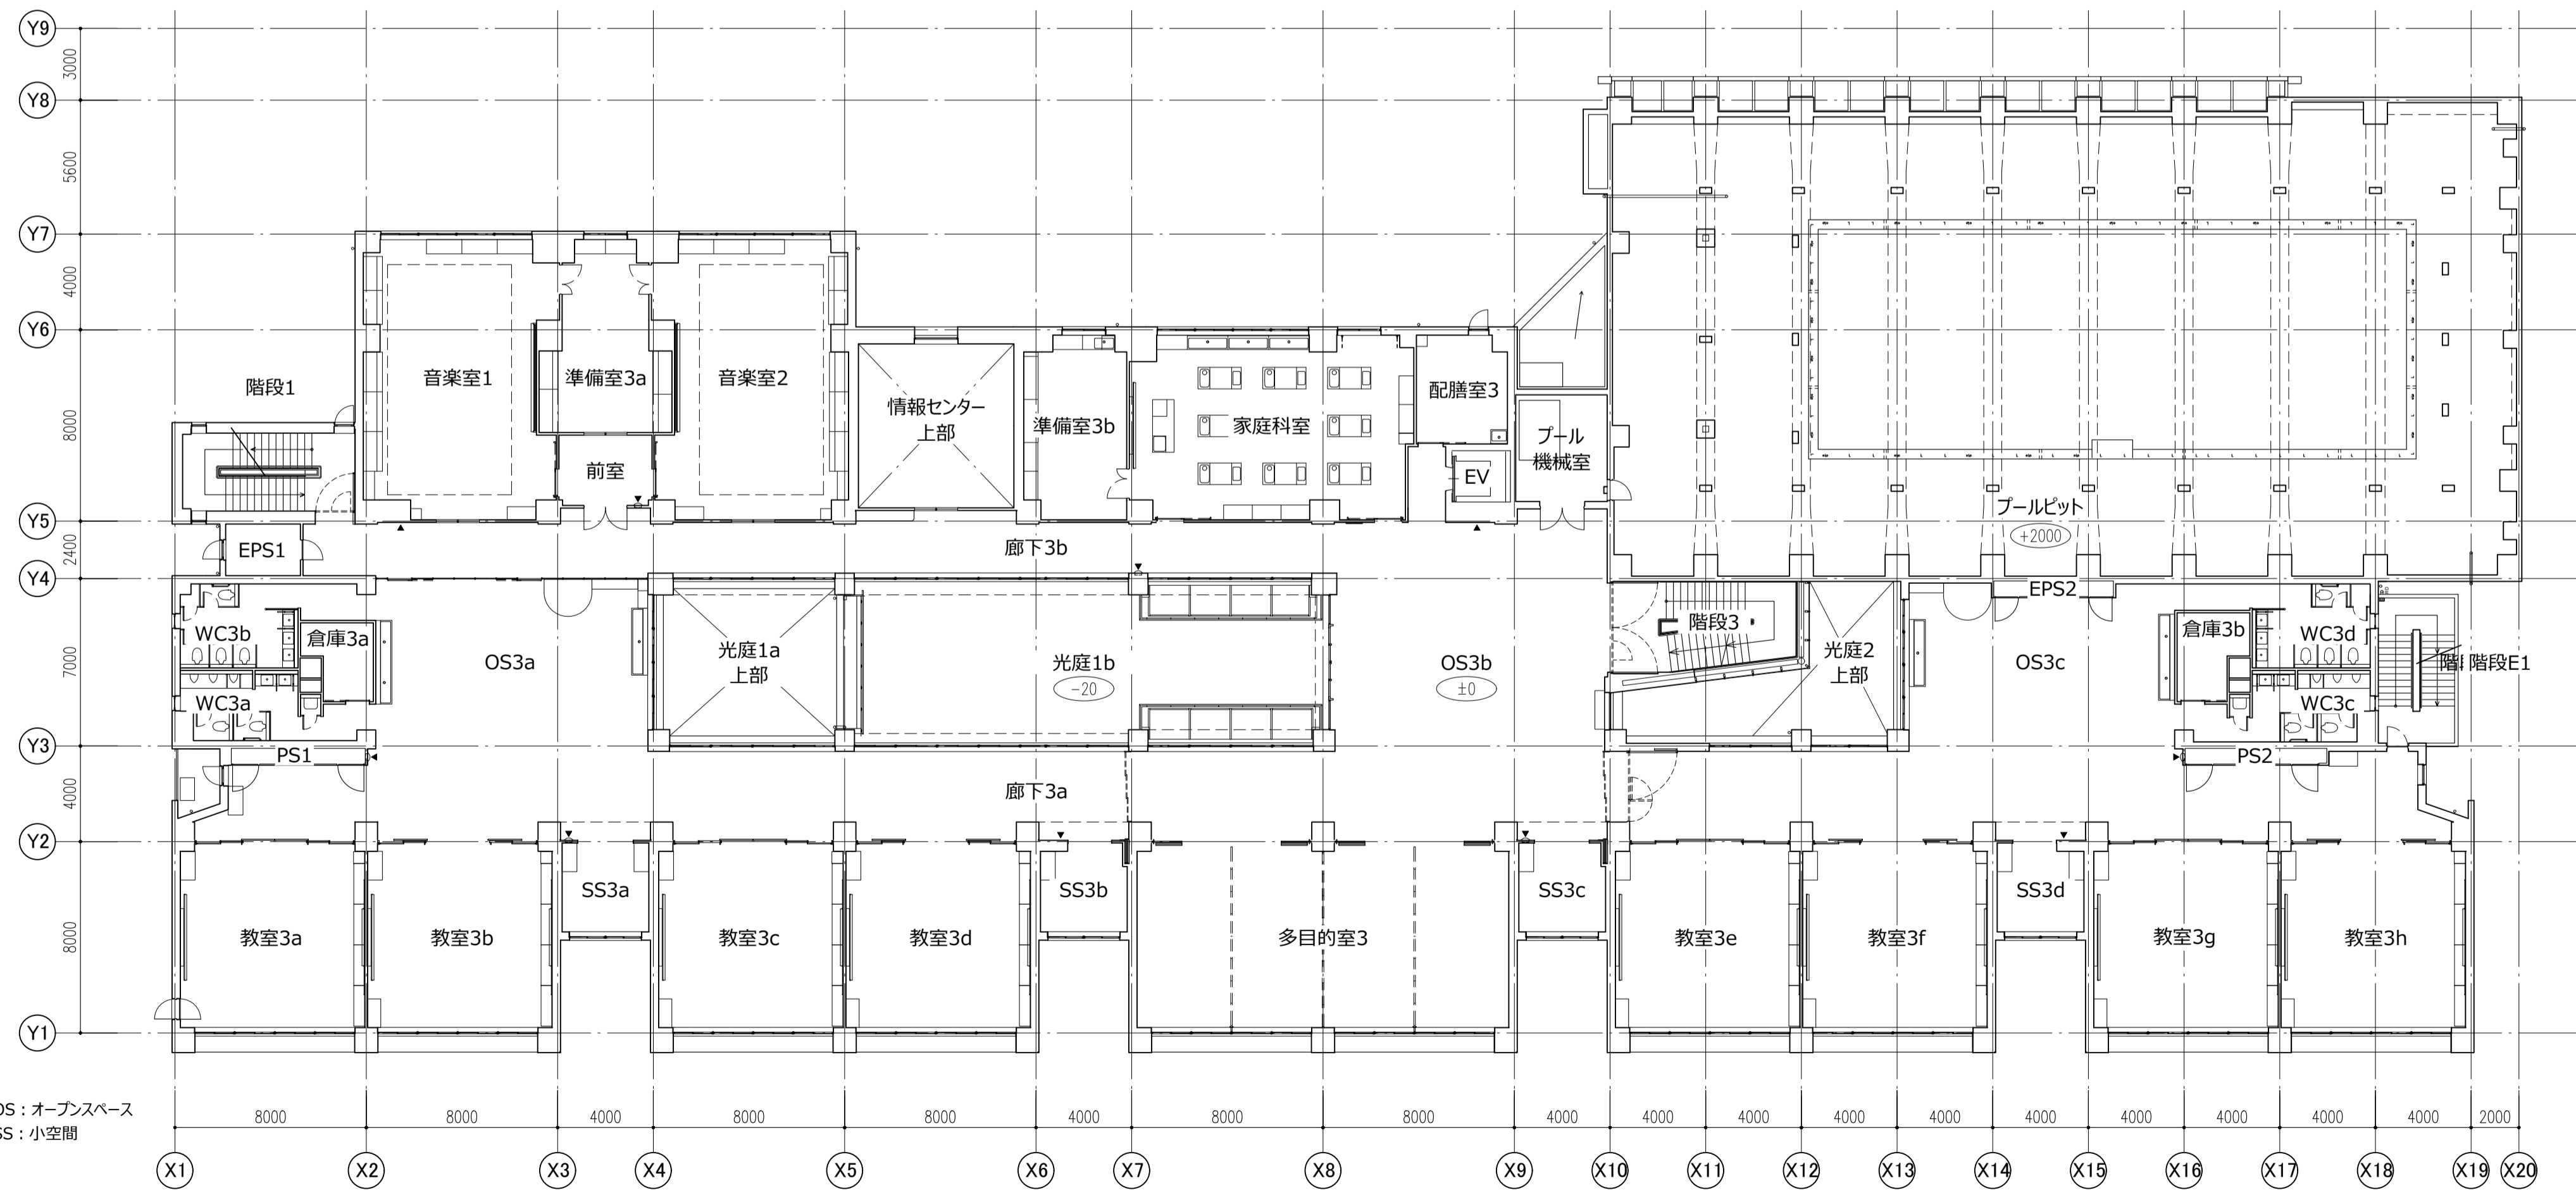 Y9
3000
Y8
5600
Y7
4000
Y6
8000
Y5
2400
Y4
7000
Y3
4000
Y2
8000
Y1
階段1
音楽室1
準備室3a
音楽室2
前室
情報センター
上部
準備室3b
家庭科室
配膳室3
EV
プール
機械室
プールピット
+2000
EPS1
廊下3b
WC3b
倉庫3a
WC3a
OS3a
光庭1a
上部
光庭1b
-20
OS3b
±0
階段3
光庭2
上部
EPS2
OS3c
倉庫3b
WC3d
WC3c
階段E1
PS1
廊下3a
PS2
教室3a
教室3b
SS3a
教室3c
教室3d
SS3b
多目的室3
SS3c
教室3e
教室3f
SS3d
教室3g
教室3h
OS：オープンスペース
SS：小空間
8000 8000 4000 8000 8000 4000 8000 8000 4000 4000 4000 4000 4000 4000 4000 4000 4000 4000 2000
X1 X2 X3 X4 X5 X6 X7 X8 X9 X10 X11 X12 X13 X14 X15 X16 X17 X18 X19 X20